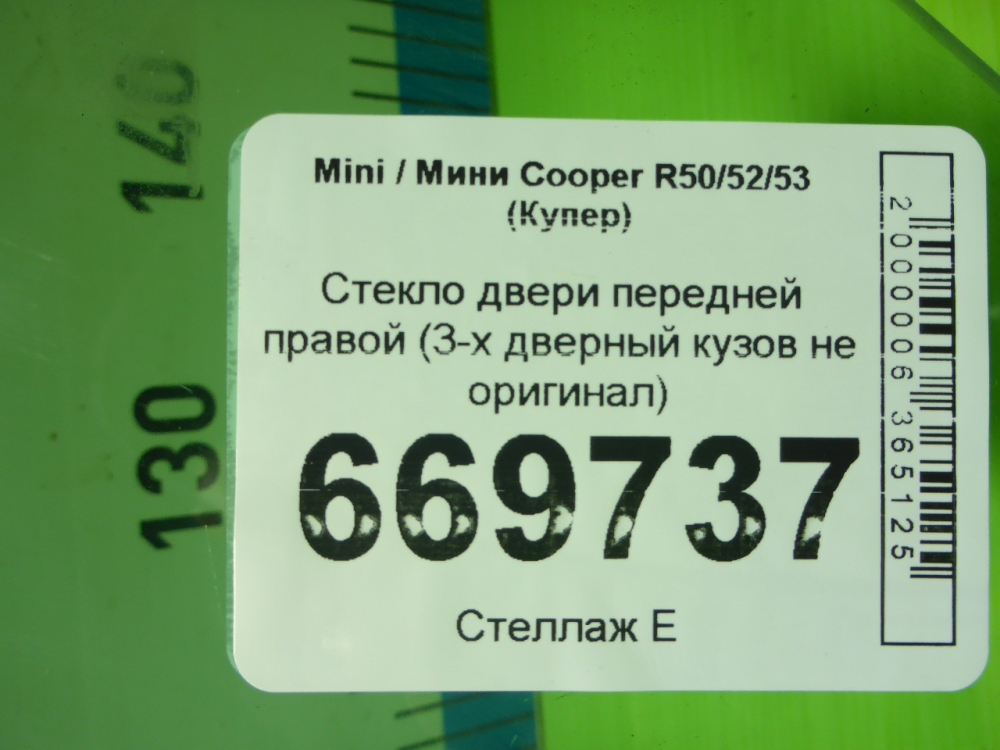 Mini / Мини Cooper R50/52/53
(Купер)
Стекло двери передней
правой (3-х дверный кузов не
оригинал)
669737
Стеллаж Е
2000006365125
140
130